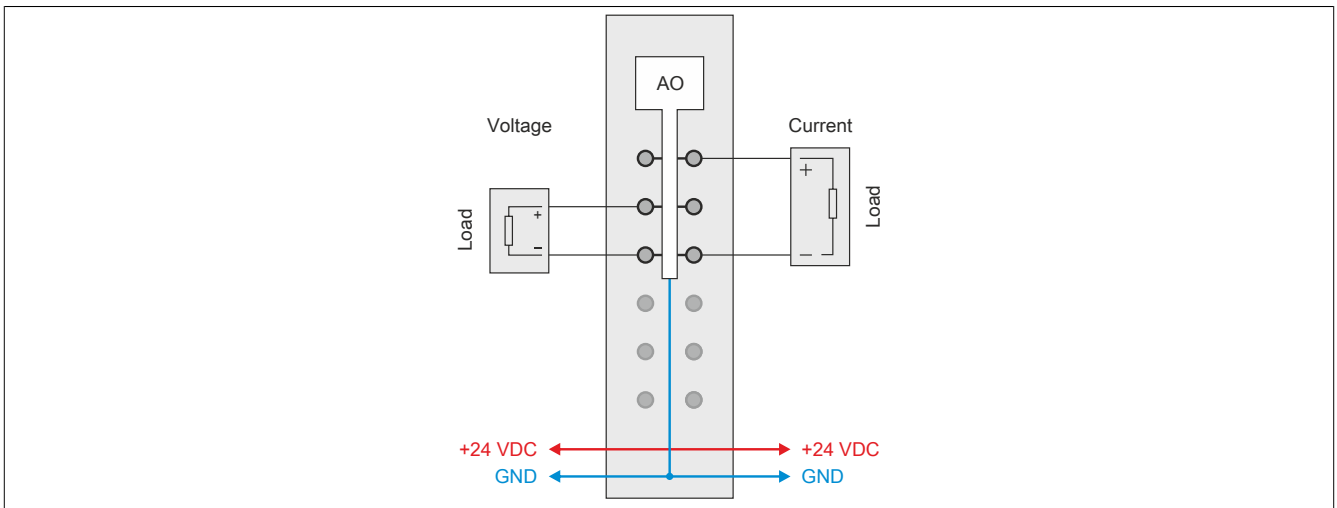 AO
Voltage
Current
+
Load
+
-
Load
-
+24 VDC
+24 VDC
GND
GND